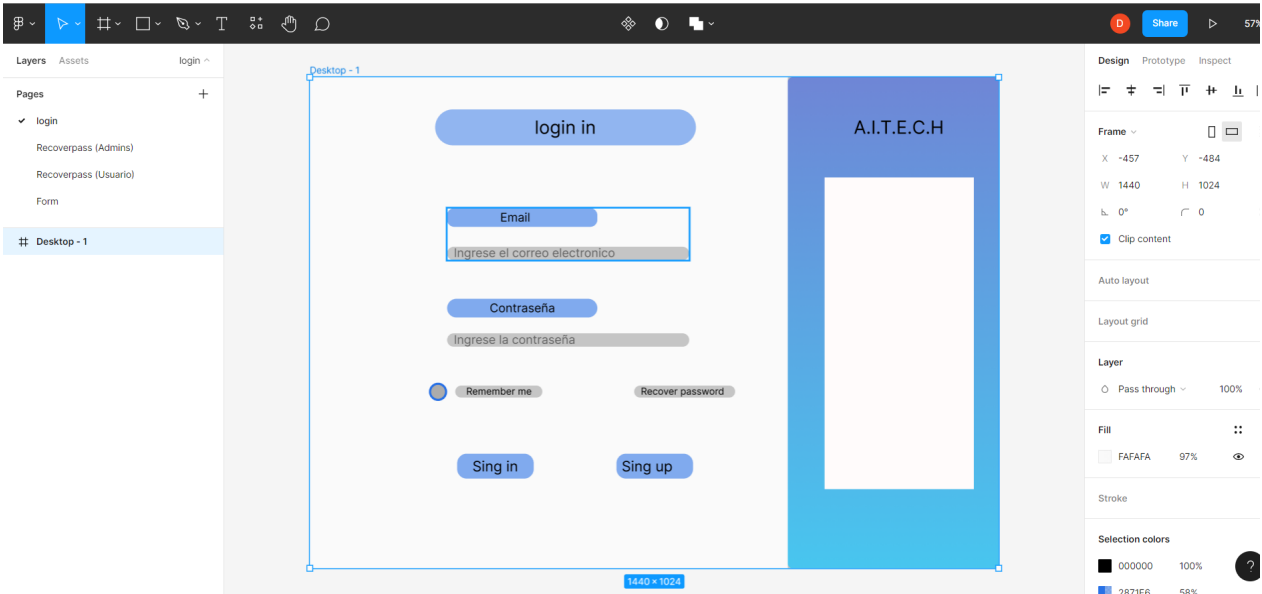 D
Share
57%
Layers
Assets
login
Pages
login
Recoverpass (Admins)
Recoverpass (Usuario)
Form
Desktop - 1
Desktop - 1
login in
Email
Ingrese el correo electronico
Contraseña
Ingrese la contraseña
Remember me
Recover password
Sing in
Sing up
A.I.T.E.C.H
1440 × 1024
Design
Prototype
Inspect
Frame
X -457
Y -484
W 1440
H 1024
0°
0
Clip content
Auto layout
Layout grid
Layer
Pass through
100%
Fill
FAFAFA
97%
Stroke
Selection colors
000000
100%
?
2871E6
58%